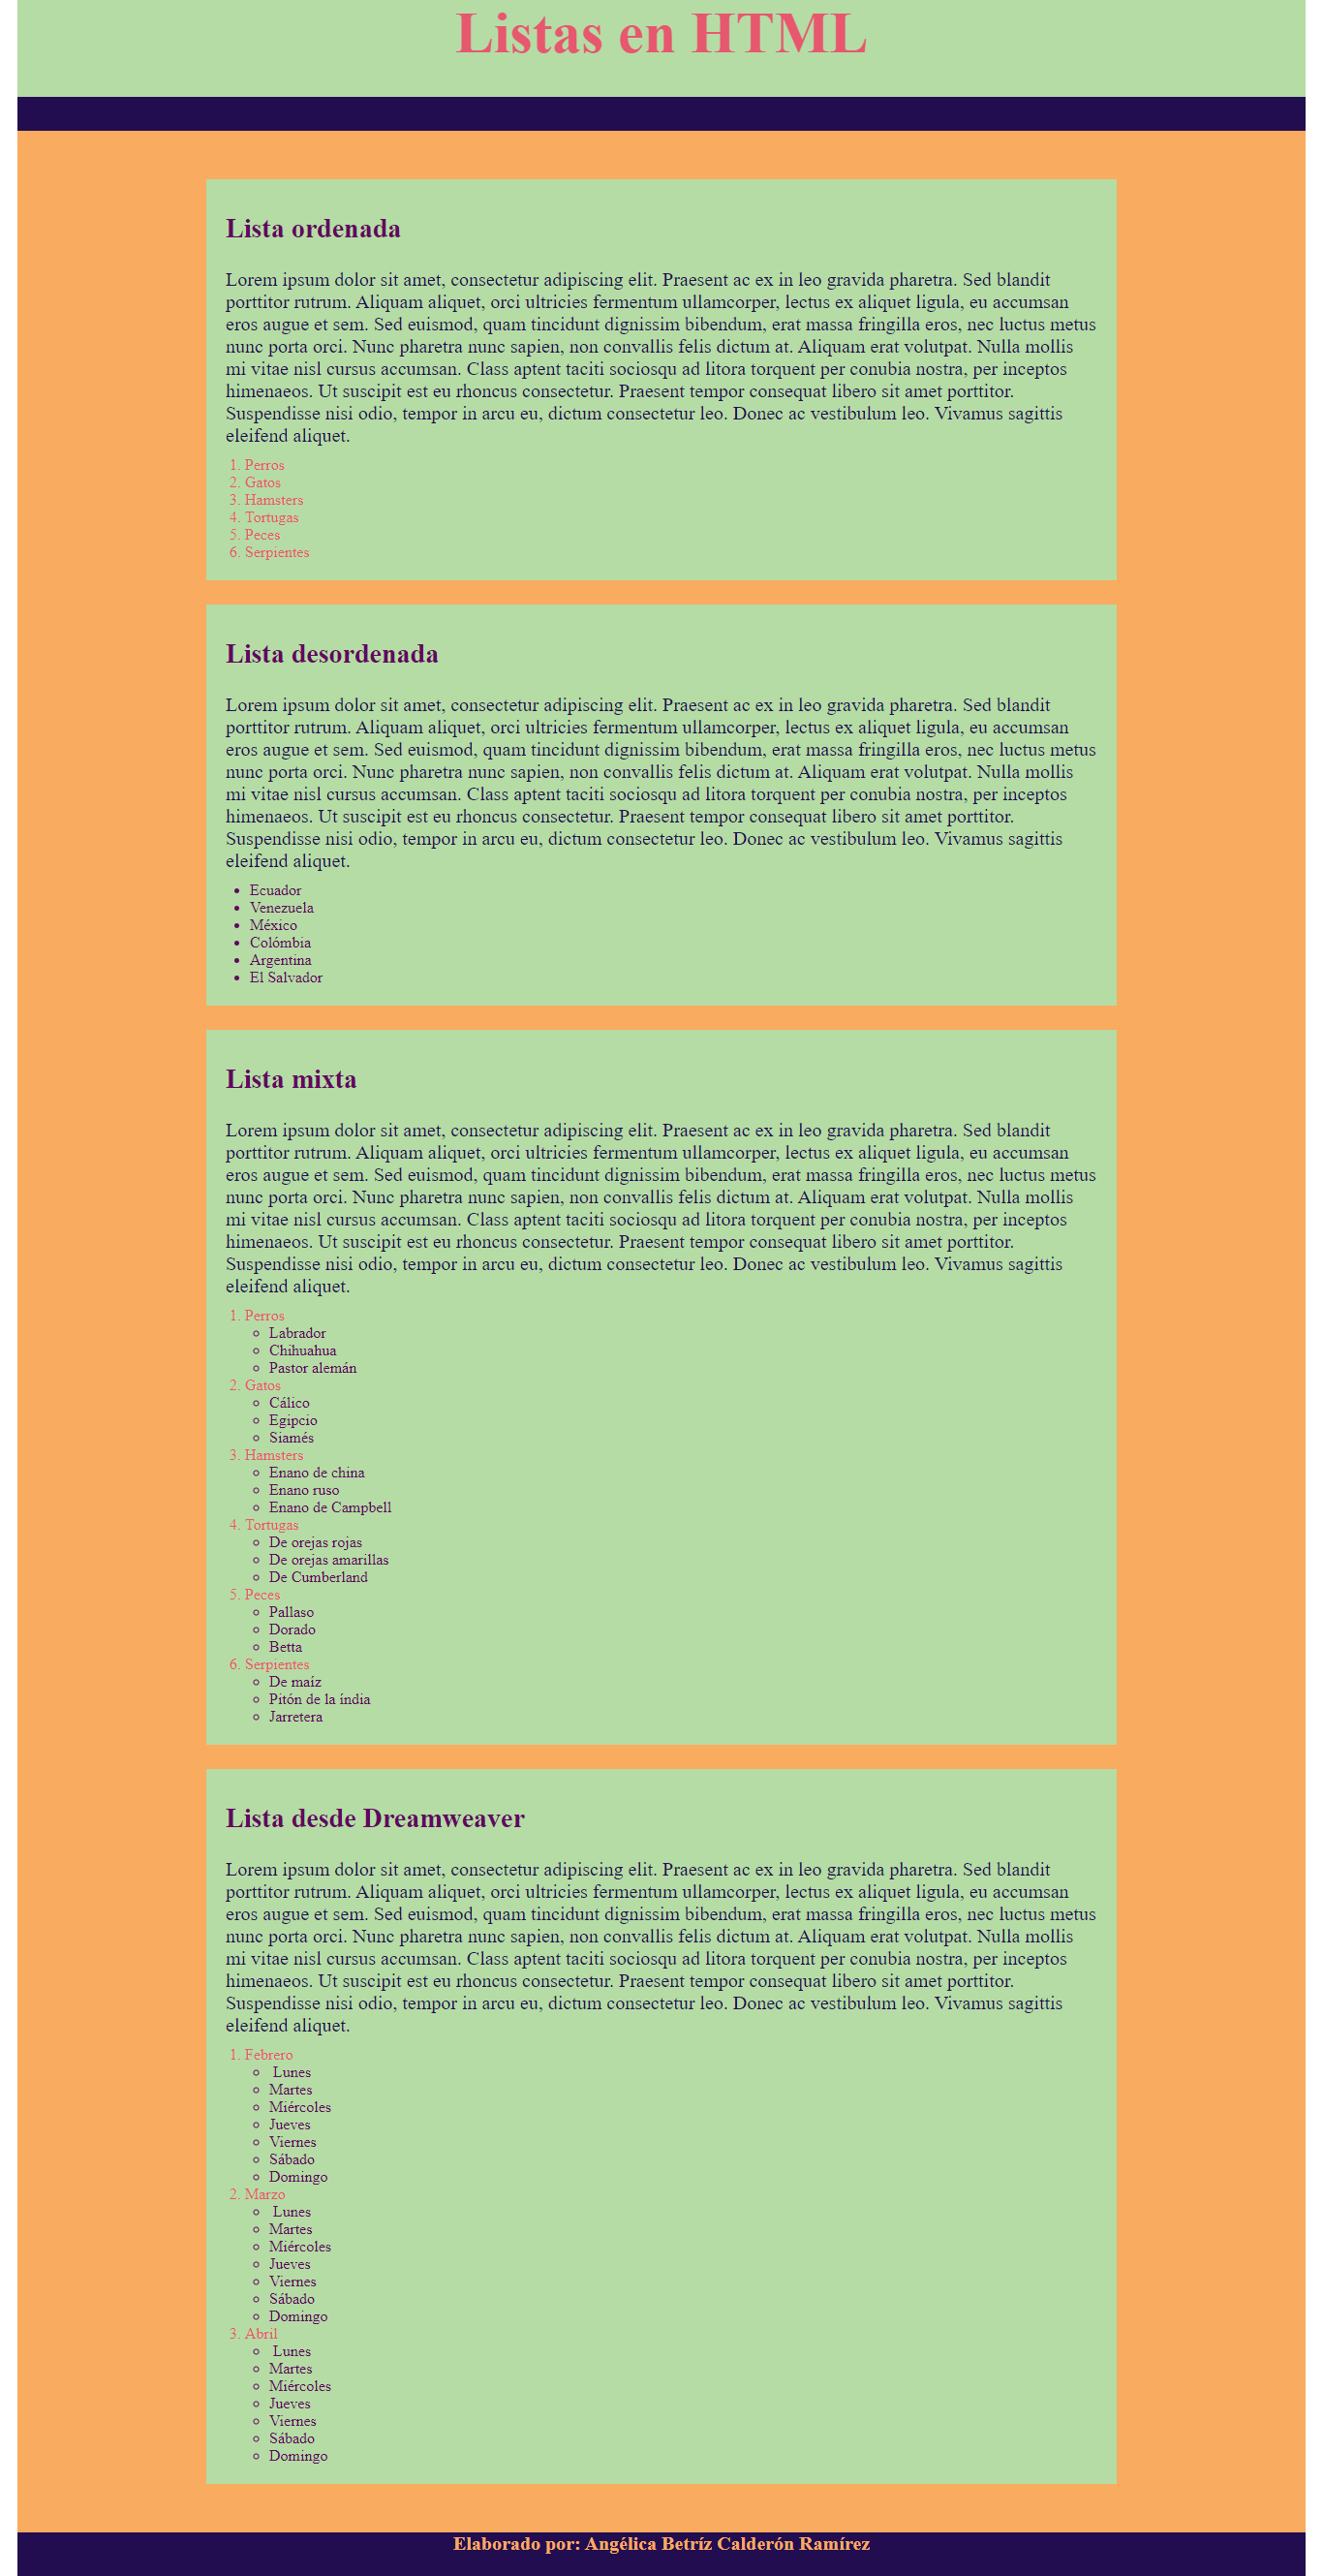 Listas en HTML
Lista ordenada
Lorem ipsum dolor sit amet, consectetur adipiscing elit. Praesent ac ex in leo gravida pharetra. Sed blandit
porttitor rutrum. Aliquam aliquet, orci ultricies fermentum ullamcorper, lectus ex aliquet ligula, eu accumsan
eros augue et sem. Sed euismod, quam tincidunt dignissim bibendum, erat massa fringilla eros, nec luctus metus
nunc porta orci. Nunc pharetra nunc sapien, non convallis felis dictum at. Aliquam erat volutpat. Nulla mollis
mi vitae nisl cursus accumsan. Class aptent taciti sociosqu ad litora torquent per conubia nostra, per inceptos
himenaeos. Ut suscipit est eu rhoncus consectetur. Praesent tempor consequat libero sit amet porttitor.
Suspendisse nisi odio, tempor in arcu eu, dictum consectetur leo. Donec ac vestibulum leo. Vivamus sagittis
eleifend aliquet.
1. Perros
2. Gatos
3. Hamsters
4. Tortugas
5. Peces
6. Serpientes
Lista desordenada
Lorem ipsum dolor sit amet, consectetur adipiscing elit. Praesent ac ex in leo gravida pharetra. Sed blandit
porttitor rutrum. Aliquam aliquet, orci ultricies fermentum ullamcorper, lectus ex aliquet ligula, eu accumsan
eros augue et sem. Sed euismod, quam tincidunt dignissim bibendum, erat massa fringilla eros, nec luctus metus
nunc porta orci. Nunc pharetra nunc sapien, non convallis felis dictum at. Aliquam erat volutpat. Nulla mollis
mi vitae nisl cursus accumsan. Class aptent taciti sociosqu ad litora torquent per conubia nostra, per inceptos
himenaeos. Ut suscipit est eu rhoncus consectetur. Praesent tempor consequat libero sit amet porttitor.
Suspendisse nisi odio, tempor in arcu eu, dictum consectetur leo. Donec ac vestibulum leo. Vivamus sagittis
eleifend aliquet.
• Ecuador
• Venezuela
• México
• Colómbia
• Argentina
• El Salvador
Lista mixta
Lorem ipsum dolor sit amet, consectetur adipiscing elit. Praesent ac ex in leo gravida pharetra. Sed blandit
porttitor rutrum. Aliquam aliquet, orci ultricies fermentum ullamcorper, lectus ex aliquet ligula, eu accumsan
eros augue et sem. Sed euismod, quam tincidunt dignissim bibendum, erat massa fringilla eros, nec luctus metus
nunc porta orci. Nunc pharetra nunc sapien, non convallis felis dictum at. Aliquam erat volutpat. Nulla mollis
mi vitae nisl cursus accumsan. Class aptent taciti sociosqu ad litora torquent per conubia nostra, per inceptos
himenaeos. Ut suscipit est eu rhoncus consectetur. Praesent tempor consequat libero sit amet porttitor.
Suspendisse nisi odio, tempor in arcu eu, dictum consectetur leo. Donec ac vestibulum leo. Vivamus sagittis
eleifend aliquet.
1. Perros
◦ Labrador
◦ Chihuahua
◦ Pastor alemán
2. Gatos
◦ Cálico
◦ Egipcio
◦ Siamés
3. Hamsters
◦ Enano de china
◦ Enano ruso
◦ Enano de Campbell
4. Tortugas
◦ De orejas rojas
◦ De orejas amarillas
◦ De Cumberland
5. Peces
◦ Pallaso
◦ Dorado
◦ Betta
6. Serpientes
◦ De maíz
◦ Pitón de la índia
◦ Jarretera
Lista desde Dreamweaver
Lorem ipsum dolor sit amet, consectetur adipiscing elit. Praesent ac ex in leo gravida pharetra. Sed blandit
porttitor rutrum. Aliquam aliquet, orci ultricies fermentum ullamcorper, lectus ex aliquet ligula, eu accumsan
eros augue et sem. Sed euismod, quam tincidunt dignissim bibendum, erat massa fringilla eros, nec luctus metus
nunc porta orci. Nunc pharetra nunc sapien, non convallis felis dictum at. Aliquam erat volutpat. Nulla mollis
mi vitae nisl cursus accumsan. Class aptent taciti sociosqu ad litora torquent per conubia nostra, per inceptos
himenaeos. Ut suscipit est eu rhoncus consectetur. Praesent tempor consequat libero sit amet porttitor.
Suspendisse nisi odio, tempor in arcu eu, dictum consectetur leo. Donec ac vestibulum leo. Vivamus sagittis
eleifend aliquet.
1. Febrero
◦ Lunes
◦ Martes
◦ Miércoles
◦ Jueves
◦ Viernes
◦ Sábado
◦ Domingo
2. Marzo
◦ Lunes
◦ Martes
◦ Miércoles
◦ Jueves
◦ Viernes
◦ Sábado
◦ Domingo
3. Abril
◦ Lunes
◦ Martes
◦ Miércoles
◦ Jueves
◦ Viernes
◦ Sábado
◦ Domingo
Elaborado por: Angélica Betríz Calderón Ramírez